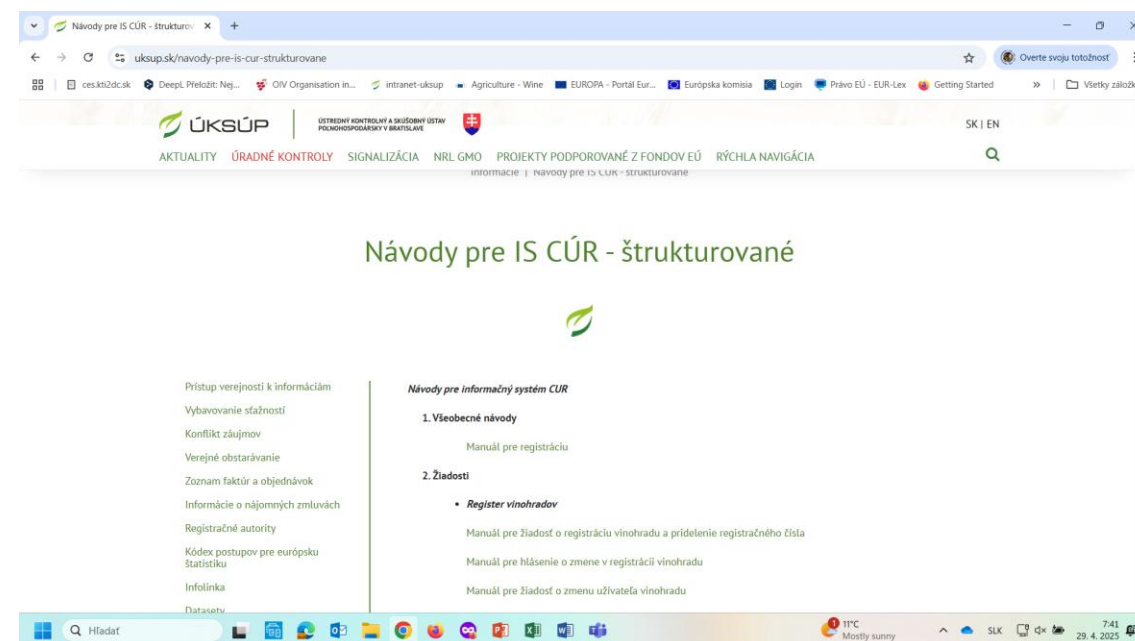 Návody pre IS CÚR - štrukturov
uksup.sk/navody-pre-is-cur-strukturovane
Overte svoju totožnosť
ces.kti2dc.sk
DeepL Přeložit: Nej...
OIV Organisation in...
intranet-uksup
Agriculture - Wine
EUROPA - Portál Eur...
Európska komisia
Login
Právo EÚ - EUR-Lex
Getting Started
»
Všetky záložk
ÚKSÚP
ÚSTREDNÝ KONTROLNÝ A SKÚŠOBNÝ ÚSTAV
POĽNOHOSPODÁRSKY V BRATISLAVE
SK | EN
AKTUALITY ÚRADNÉ KONTROLY SIGNALIZÁCIA NRL GMO PROJEKTY PODPOROVANÉ Z FONDOV EÚ RÝCHLA NAVIGÁCIA
Informácie | Návody pre IS CÚR - štrukturované
Návody pre IS CÚR - štrukturované
Prístup verejnosti k informáciám
Vybavovanie sťažností
Konflikt záujmov
Verejné obstarávanie
Zoznam faktúr a objednávok
Informácie o nájomných zmluvách
Registračné autority
Kódex postupov pre európsku
štatistiku
Infolinka
Datasety
Návody pre informačný systém CUR
1. Všeobecné návody
Manuál pre registráciu
2. Žiadosti
• Register vinohradov
Manuál pre žiadosť o registráciu vinohradu a pridelenie registračného čísla
Manuál pre hlásenie o zmene v registrácii vinohradu
Manuál pre žiadosť o zmenu užívateľa vinohradu
Hľadať
1
11°C
Mostly sunny
SLK
7:41
29. 4. 2025